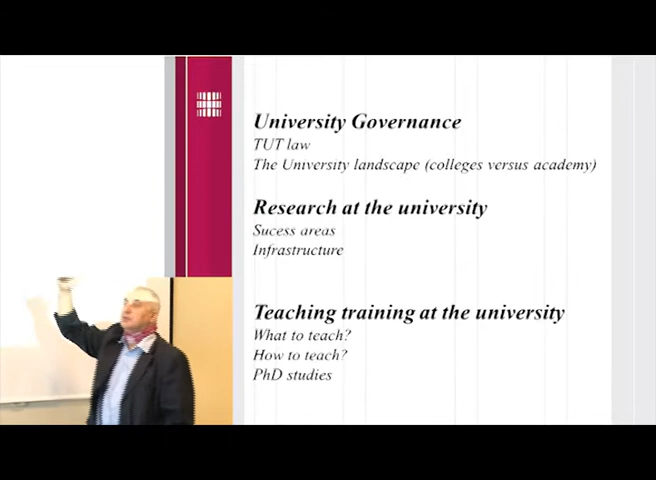 University Governance
TUT law
The University landscape (colleges versus academy)
Research at the university
Sucess areas
Infrastructure
Teaching training at the university
What to teach?
How to teach?
PhD studies